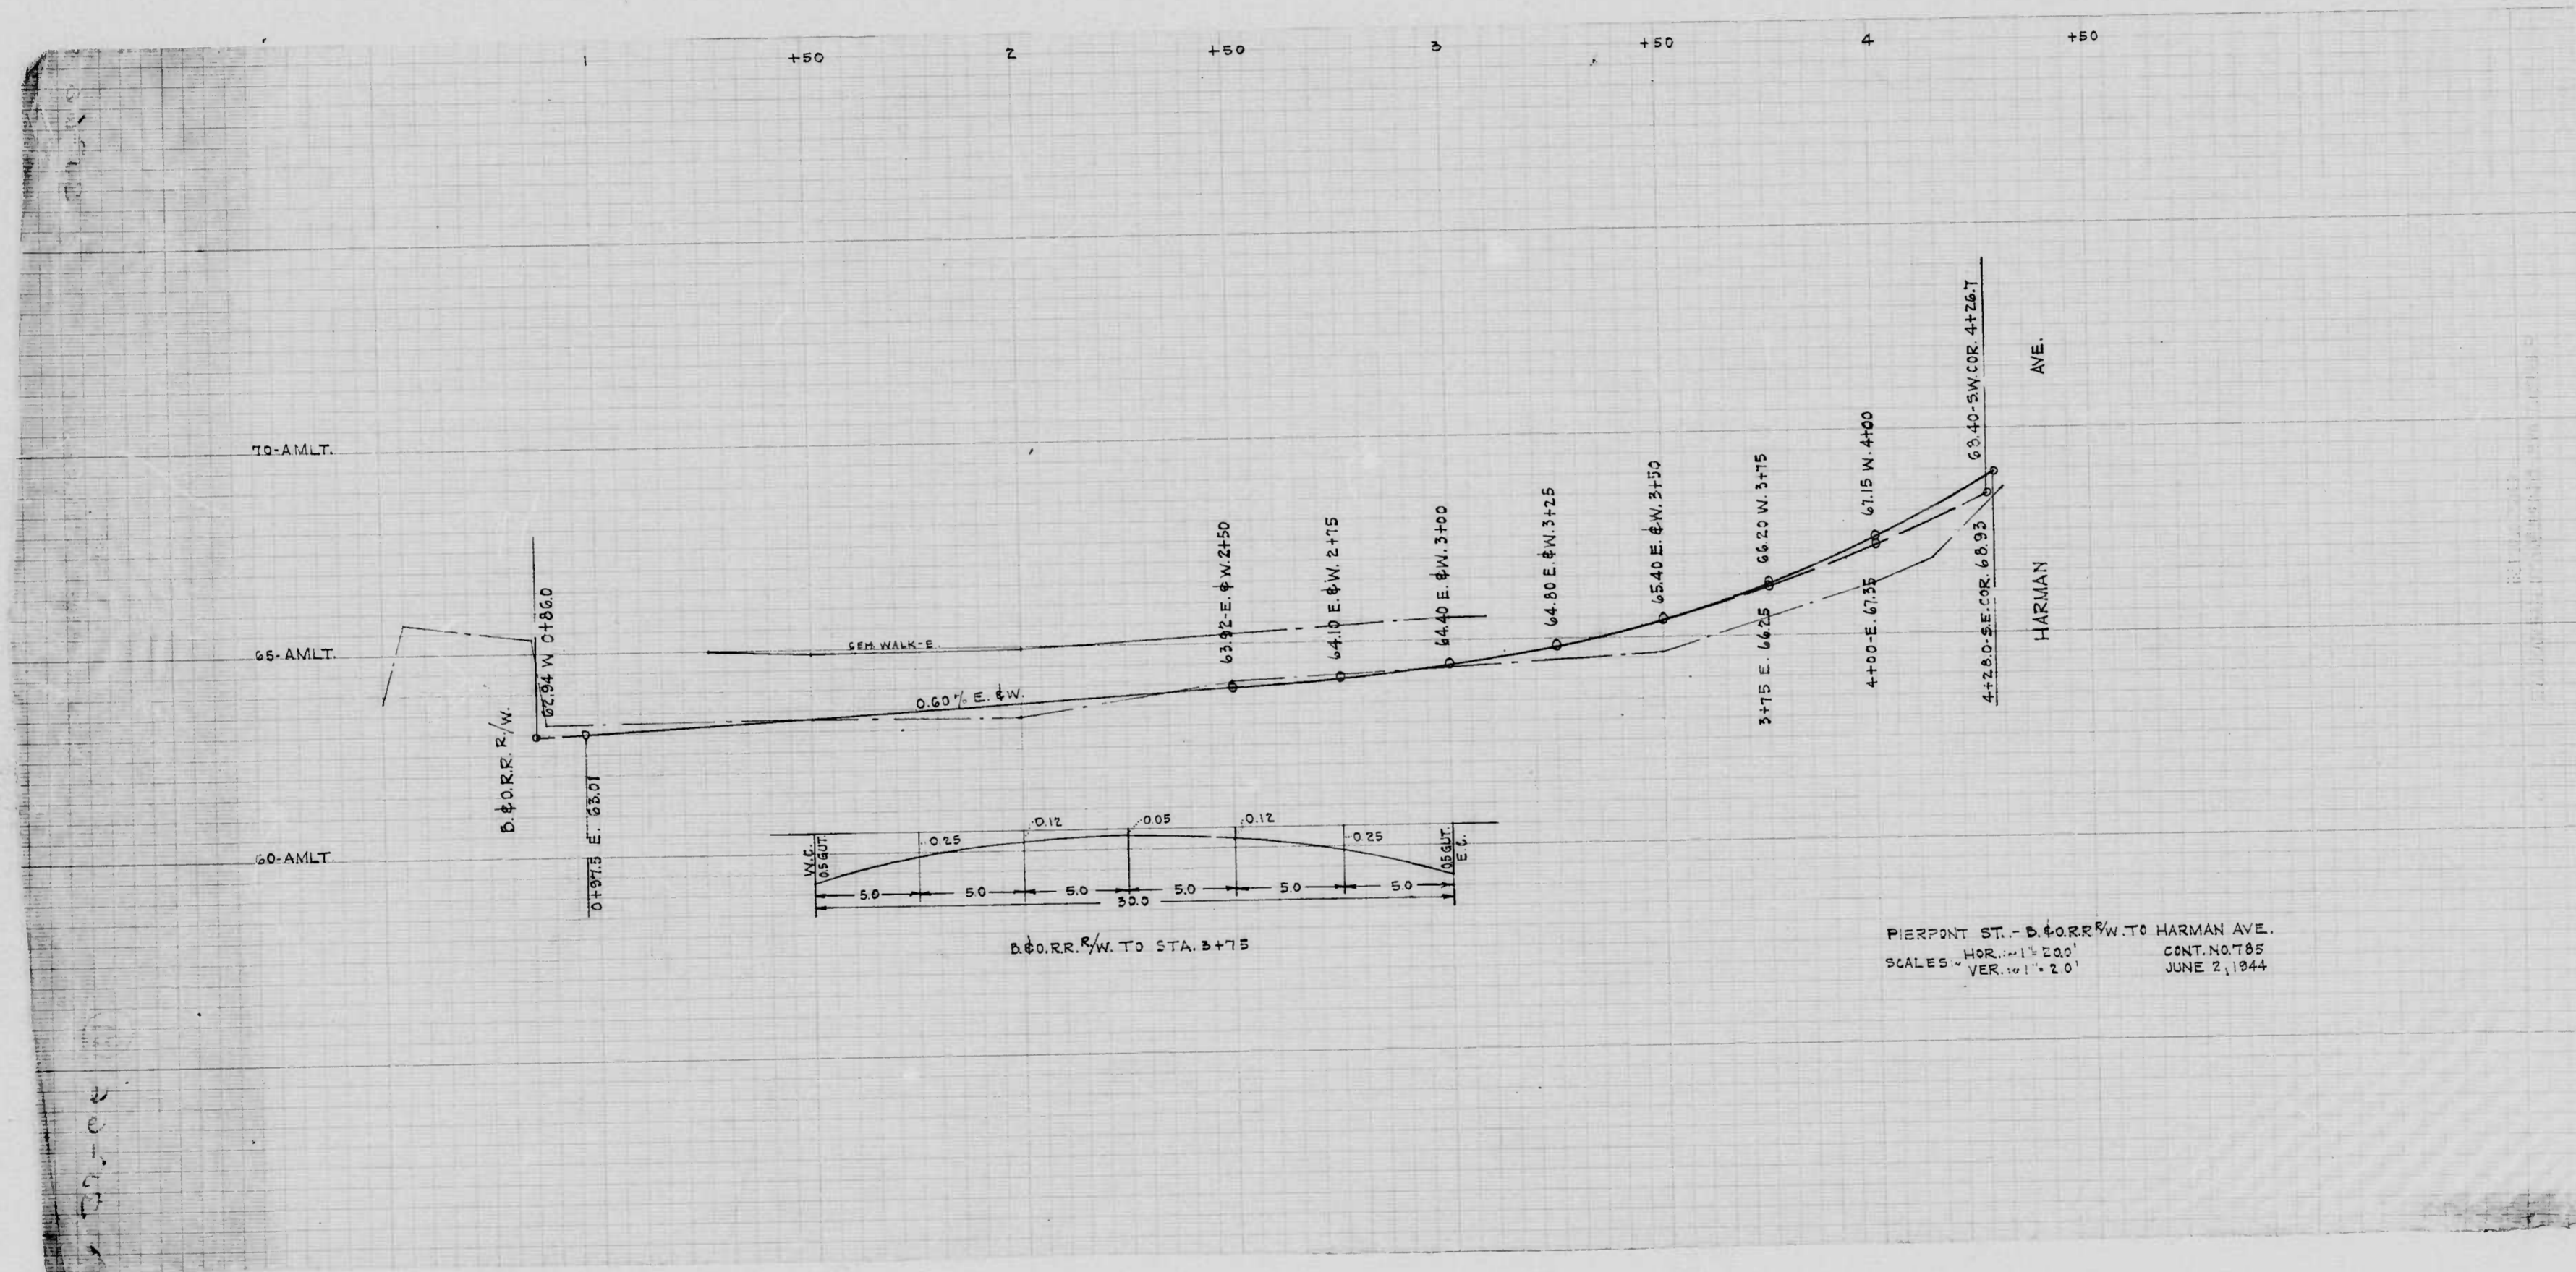 1 +50 2 +50 3 +50 4 +50
70-AMLT.
65-AMLT.
60-AMLT
B.&O.R.R. R/W.
62.94 W 0+86.0
0+97.5 E. 63.01
CEM. WALK-E.
0.60% E. & W.
63.92-E. & W. 2+50
64.10 E. & W. 2+75
64.40 E. & W. 3+00
64.80 E. & W. 3+25
65.40 E. & W. 3+50
66.20 W. 3+75
3+75 E. 66.25
67.15 W. 4+00
4+00-E. 67.35
68.40-S.W. COR. 4+26.7
4+28.0-S.E. COR. 68.93
HARMAN AVE.
W.C.
0.5 GUT.
0.25
0.12
0.05
0.12
0.25
0.5 GUT.
E.C.
5.0 5.0 5.0 5.0 5.0 5.0
30.0
B.&O.R.R. R/W. TO STA. 3+75
PIERPONT ST. - B.&O.R.R R/W. TO HARMAN AVE.
SCALES HOR. 1"=20.0' CONT. NO. 785
VER. 1"=2.0' JUNE 2, 1944